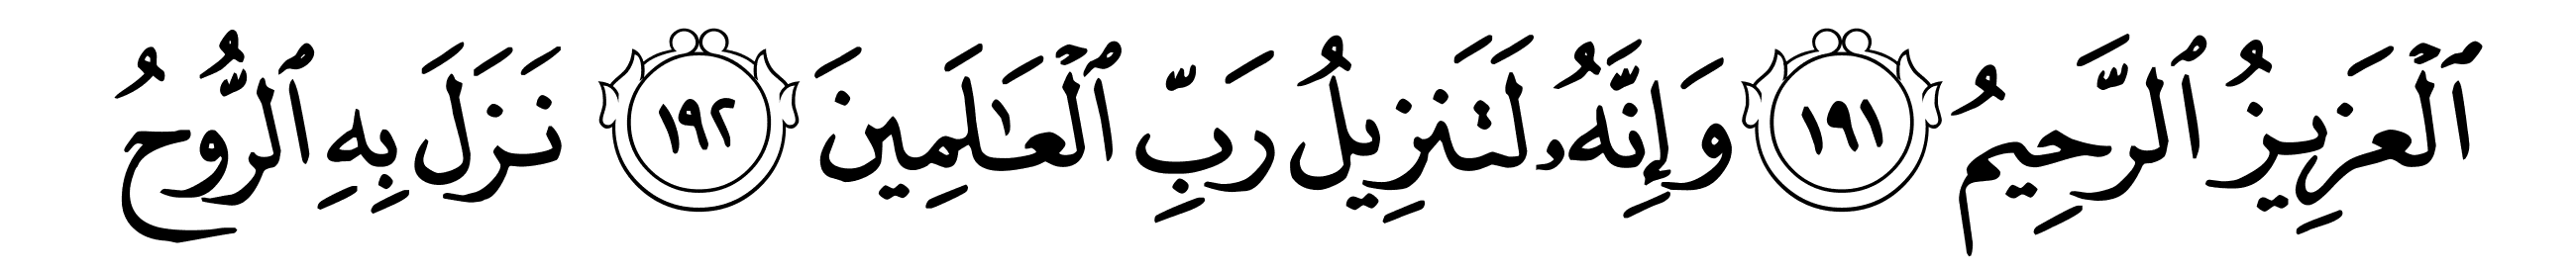 ٱلْعَزِيزُ ٱلرَّحِيمُ ١٩١ وَإِنَّهُۥ لَتَنزِيلُ رَبِّ ٱلْعَـٰلَمِينَ ١٩٢ نَزَلَ بِهِ ٱلرُّوحُ